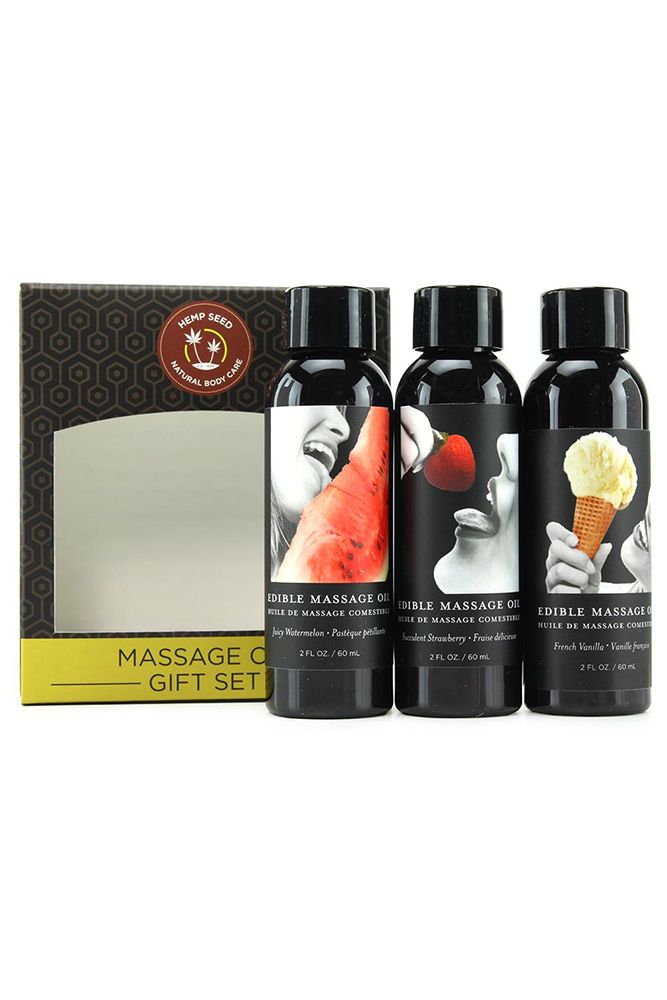 HEMP SEED
NATURAL BODY CARE
MASSAGE O
GIFT SET
EDIBLE MASSAGE OIL
HUILE DE MASSAGE COMESTIBLE
Juicy Watermelon • Pastèque pétillante
2 FL OZ. / 60 mL
EDIBLE MASSAGE OIL
HUILE DE MASSAGE COMESTIBLE
Succulent Strawberry • Fraise délicieuse
2 FL OZ. / 60 mL
EDIBLE MASSAGE OIL
HUILE DE MASSAGE COMESTIBLE
French Vanilla • Vanille française
2 FL OZ. / 60 mL